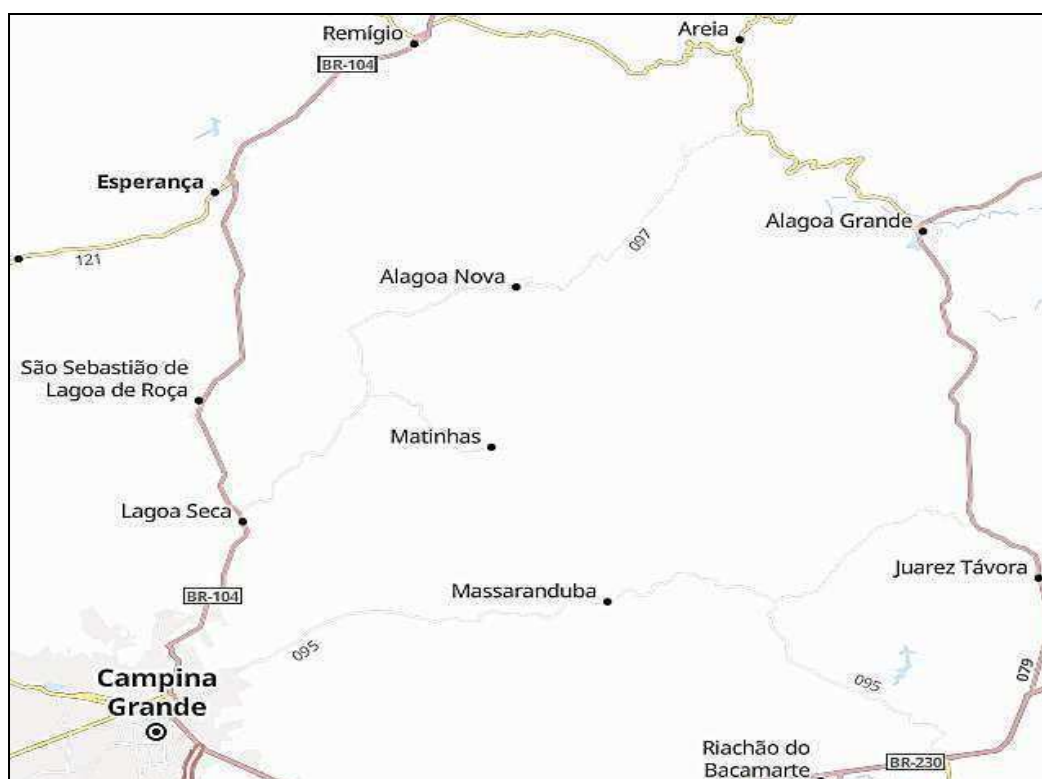 Remígio
Areia
BR-104
Esperança
Alagoa Grande
097
121
Alagoa Nova
São Sebastião de
Lagoa de Roça
Matinhas
Lagoa Seca
Juarez Távora
Massaranduba
BR-104
095
Campina
Grande
079
095
Riachão do
Bacamarte
BR-230